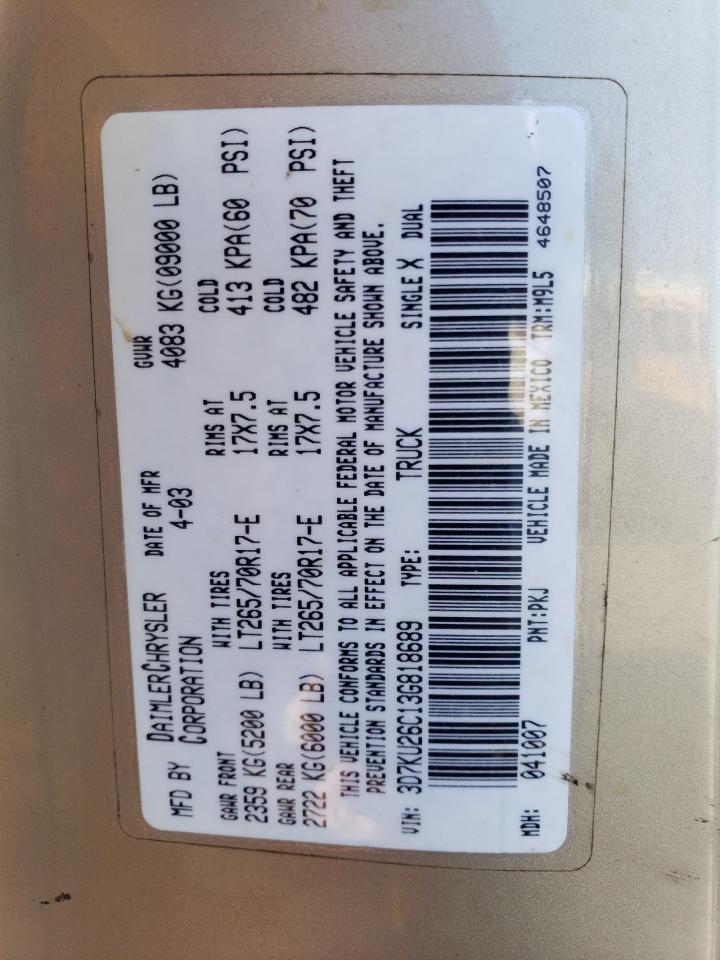 MFD BY DAIMLERCHRYSLER CORPORATION DATE OF MFR 4-03 GVWR 4083 KG(09000 LB)
GAWR FRONT WITH TIRES RIMS AT COLD
2359 KG(5200 LB) LT265/70R17-E 17X7.5 413 KPA(60 PSI)
GAWR REAR WITH TIRES RIMS AT COLD
2722 KG(6000 LB) LT265/70R17-E 17X7.5 482 KPA(70 PSI)
THIS VEHICLE CONFORMS TO ALL APPLICABLE FEDERAL MOTOR VEHICLE SAFETY AND THEFT
PREVENTION STANDARDS IN EFFECT ON THE DATE OF MANUFACTURE SHOWN ABOVE.
VIN: 3D7KU26C13G818689 TYPE: TRUCK SINGLE X DUAL
MDH: 041007 PNT:PKJ VEHICLE MADE IN MEXICO TRM:M9L5 4648507